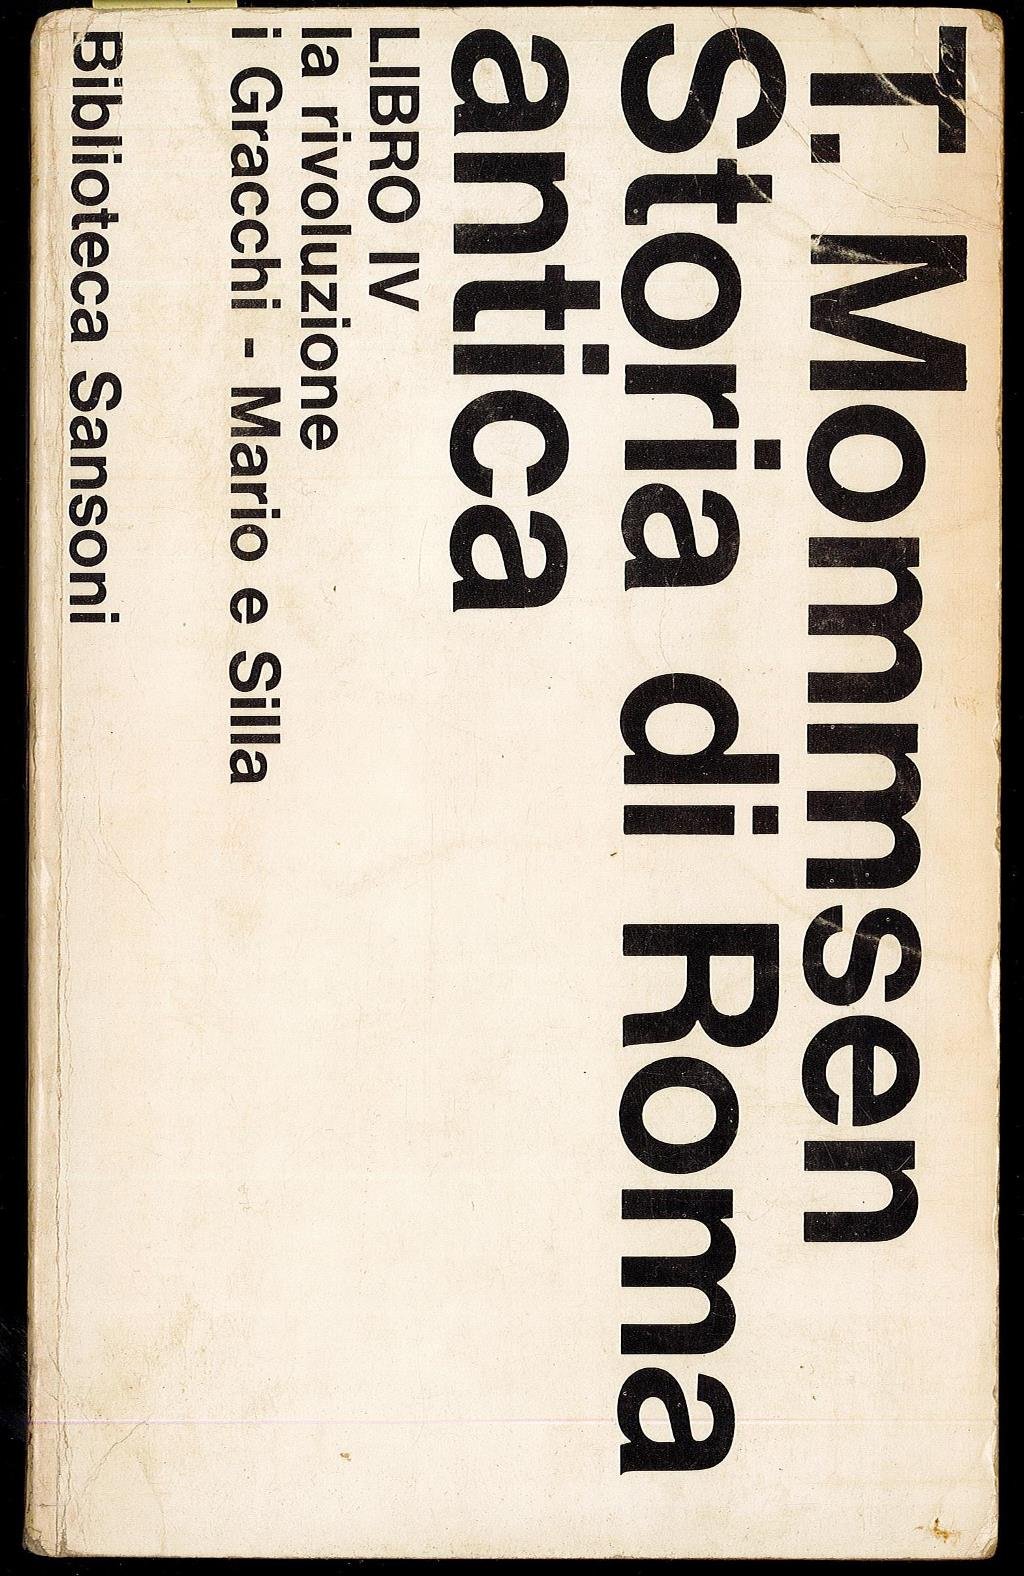 T. Mommsen
Storia di Roma
antica
LIBRO IV
la rivoluzione
i Gracchi - Mario e Silla
Biblioteca Sansoni